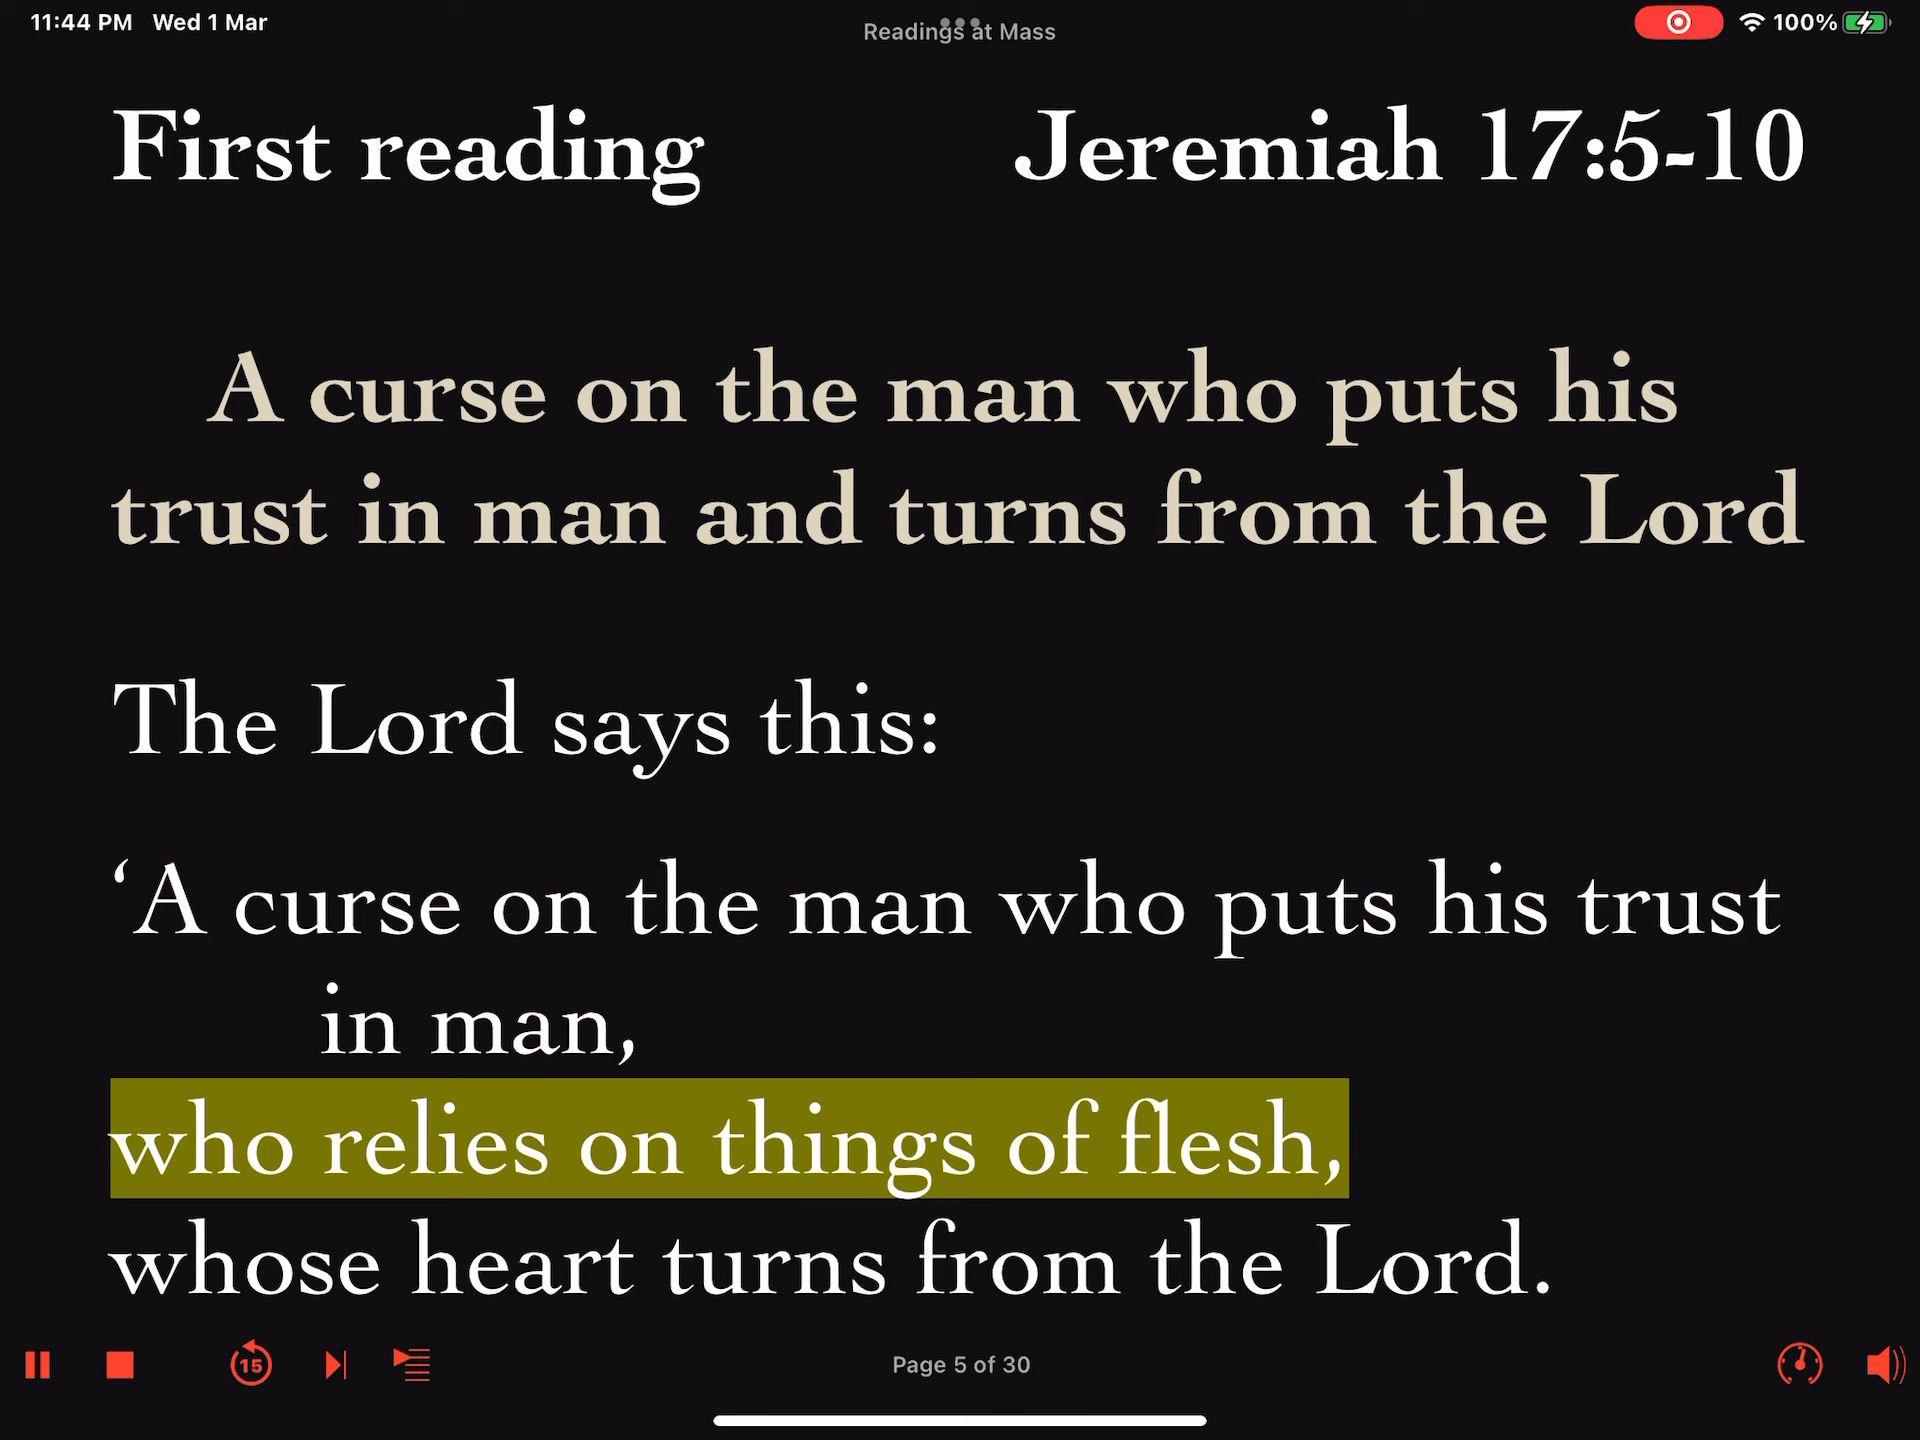 11:44 PM Wed 1 Mar
Readings at Mass
100%
First reading Jeremiah 17:5-10
A curse on the man who puts his
trust in man and turns from the Lord
The Lord says this:
‘A curse on the man who puts his trust
in man,
who relies on things of flesh,
whose heart turns from the Lord.
15
Page 5 of 30